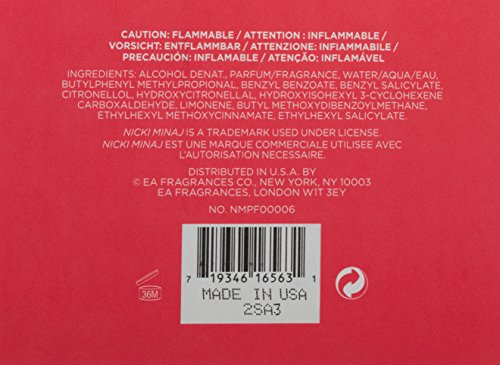 CAUTION: FLAMMABLE / ATTENTION : INFLAMMABLE /
VORSICHT: ENTFLAMMBAR / ATTENZIONE: INFIAMMABILE /
PRECAUCIÓN: INFLAMABLE / ATENÇÃO: INFLAMÁVEL
INGREDIENTS: ALCOHOL DENAT., PARFUM/FRAGRANCE, WATER/AQUA/EAU,
BUTYLPHENYL METHYLPROPIONAL, BENZYL BENZOATE, BENZYL SALICYLATE,
CITRONELLOL, HYDROXYCITRONELLAL, HYDROXYISOHEXYL 3-CYCLOHEXENE
CARBOXALDEHYDE, LIMONENE, BUTYL METHOXYDIBENZOYLMETHANE,
ETHYLHEXYL METHOXYCINNAMATE, ETHYLHEXYL SALICYLATE.
NICKI MINAJ IS A TRADEMARK USED UNDER LICENSE.
NICKI MINAJ EST UNE MARQUE COMMERCIALE UTILISEE AVEC
L'AUTORISATION NECESSAIRE.
DISTRIBUTED IN U.S.A. BY
© EA FRAGRANCES CO., NEW YORK, NY 10003
EA FRAGRANCES, LONDON W1T 3EY
NO. NMPF00006
7 19346 16563 1
MADE IN USA
2SA3
36M